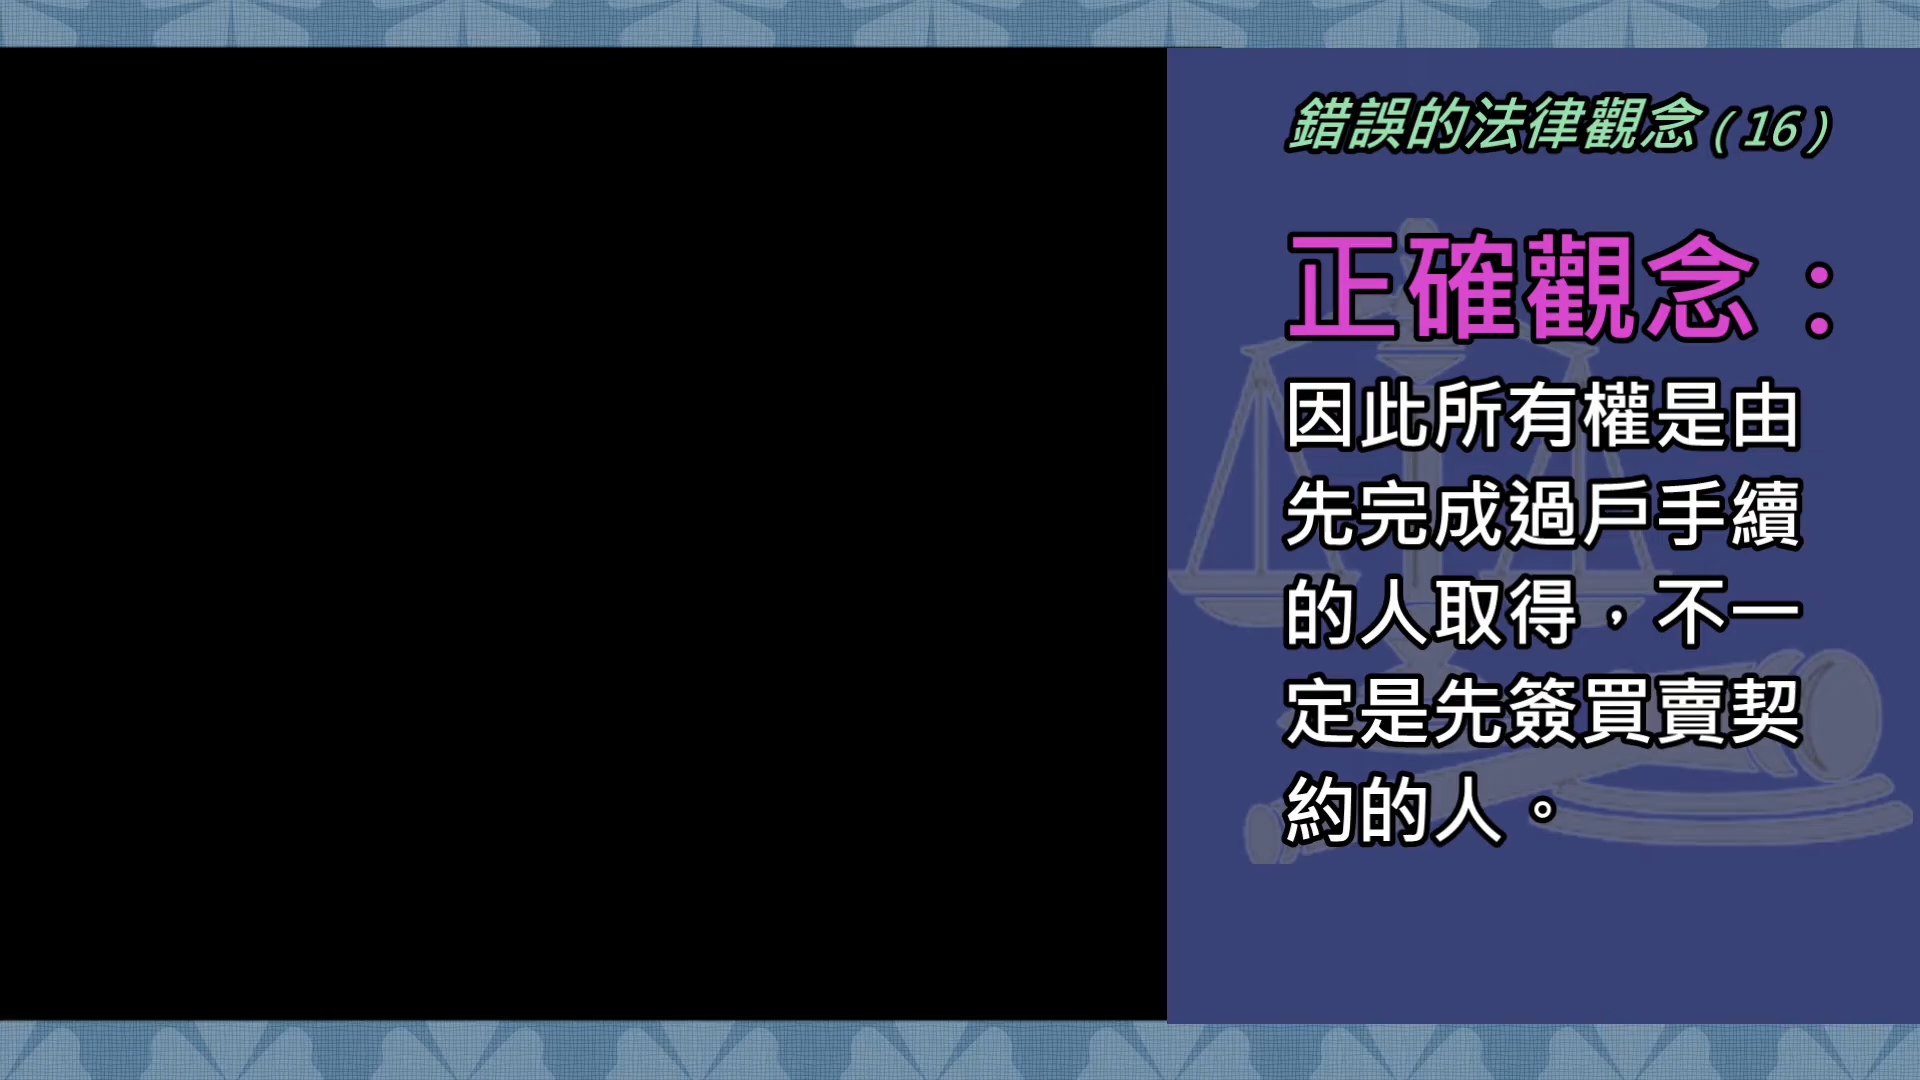 錯誤的法律觀念(16)
正確觀念：
因此所有權是由
先完成過戶手續
的人取得，不一
定是先簽買賣契
約的人。